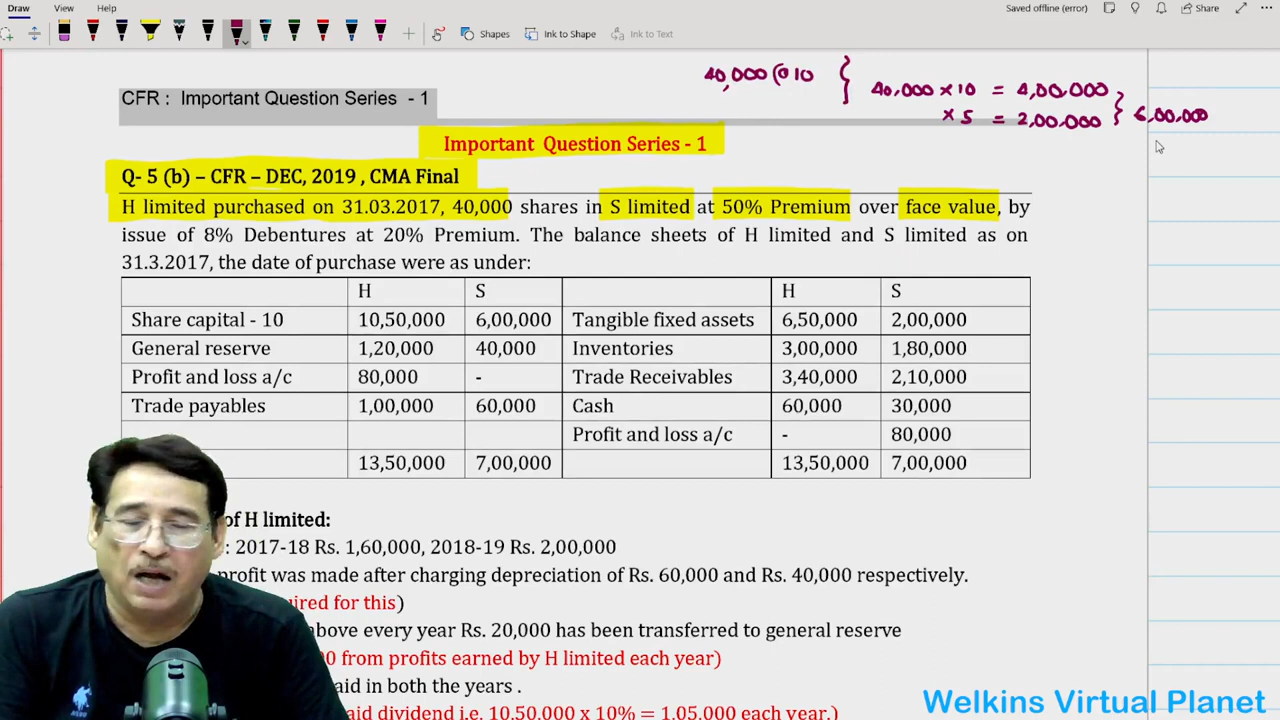 Draw View Help
Saved offline (error) Share
Shapes Ink to Shape Ink to Text
40,000 @ 10 } 40,000 × 10 = 4,00,000 } 6,00,000
× 5 = 2,00,000
CFR : Important Question Series - 1
Important Question Series - 1
Q- 5 (b) – CFR – DEC, 2019 , CMA Final
H limited purchased on 31.03.2017, 40,000 shares in S limited at 50% Premium over face value, by
issue of 8% Debentures at 20% Premium. The balance sheets of H limited and S limited as on
31.3.2017, the date of purchase were as under:
H S H S
Share capital - 10 10,50,000 6,00,000 Tangible fixed assets 6,50,000 2,00,000
General reserve 1,20,000 40,000 Inventories 3,00,000 1,80,000
Profit and loss a/c 80,000 - Trade Receivables 3,40,000 2,10,000
Trade payables 1,00,000 60,000 Cash 60,000 30,000
Profit and loss a/c - 80,000
13,50,000 7,00,000 13,50,000 7,00,000
of H limited:
: 2017-18 Rs. 1,60,000, 2018-19 Rs. 2,00,000
profit was made after charging depreciation of Rs. 60,000 and Rs. 40,000 respectively.
uired for this)
above every year Rs. 20,000 has been transferred to general reserve
00 from profits earned by H limited each year)
aid in both the years .
aid dividend i.e. 10,50,000 x 10% = 1,05,000 each year.)
Welkins Virtual Planet